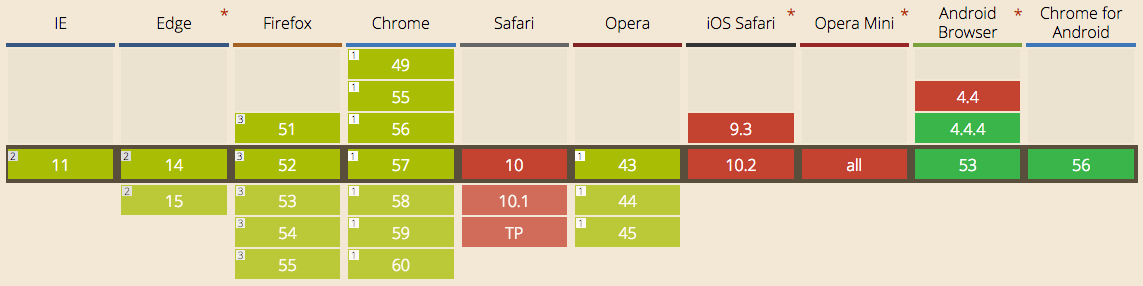 IE Edge * Firefox Chrome Safari Opera iOS Safari * Opera Mini * Android Browser * Chrome for Android
1 49
1 55 4.4
3 51 1 56 9.3 4.4.4
2 11 2 14 3 52 1 57 10 1 43 10.2 all 53 56
2 15 3 53 1 58 10.1 1 44
3 54 1 59 TP 1 45
3 55 1 60